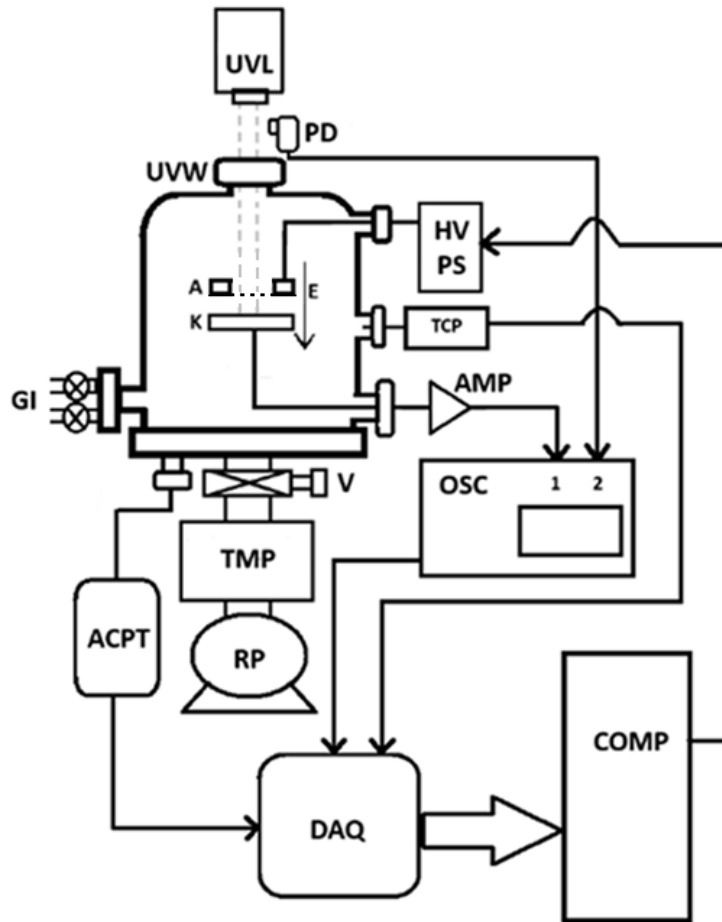 UVL
PD
UVW
HV
PS
A
E
K
TCP
GI
AMP
OSC
1
2
V
TMP
ACPT
RP
COMP
DAQ